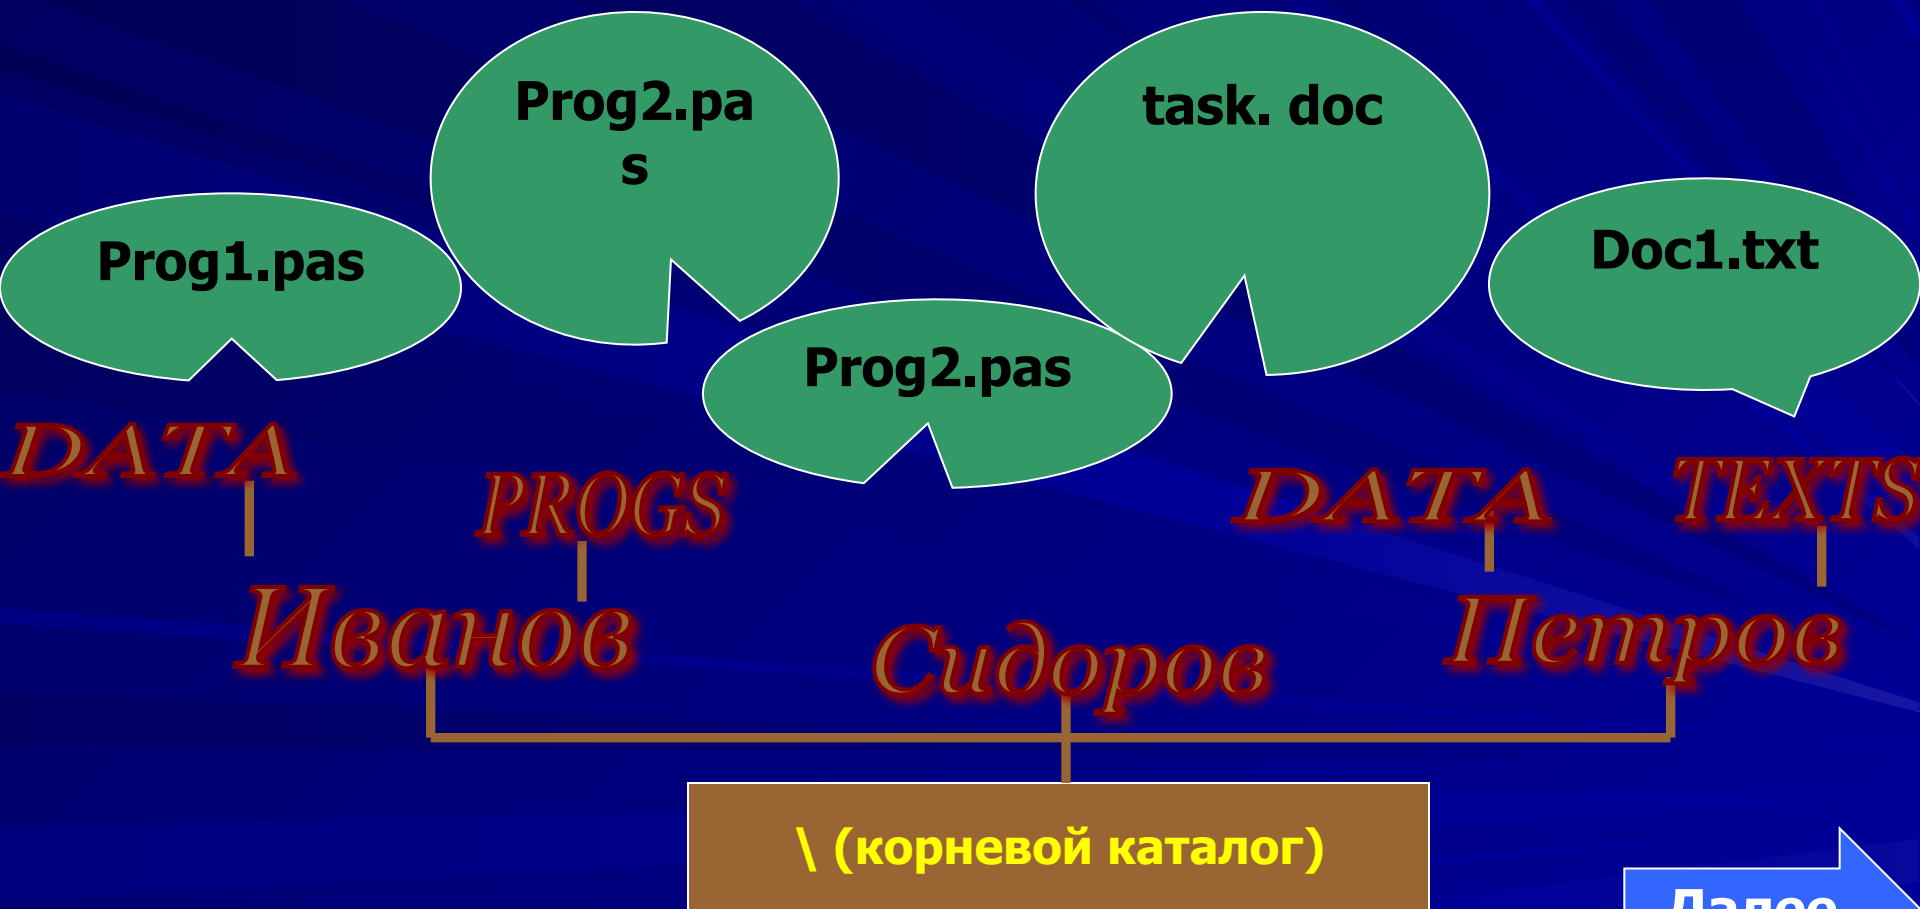 Prog2.pa
s
task. doc
Prog1.pas
Doc1.txt
Prog2.pas
DATA
PROGS
DATA
TEXTS
Иванов
Сидоров
Петров
\ (корневой каталог)
Далее